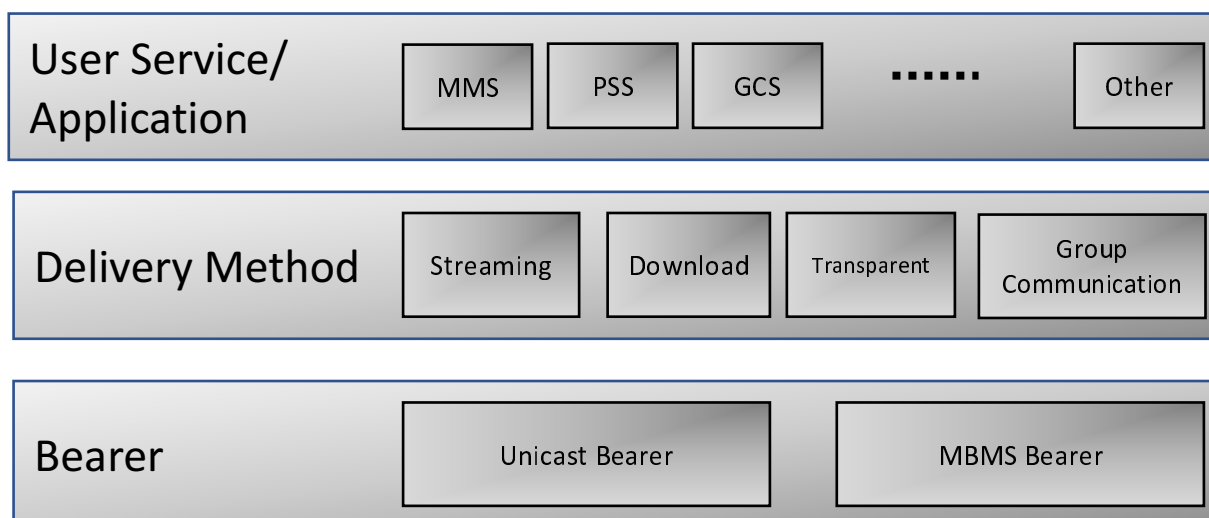 User Service/
Application
MMS
PSS
GCS
......
Other
Delivery Method
Streaming
Download
Transparent
Group
Communication
Bearer
Unicast Bearer
MBMS Bearer